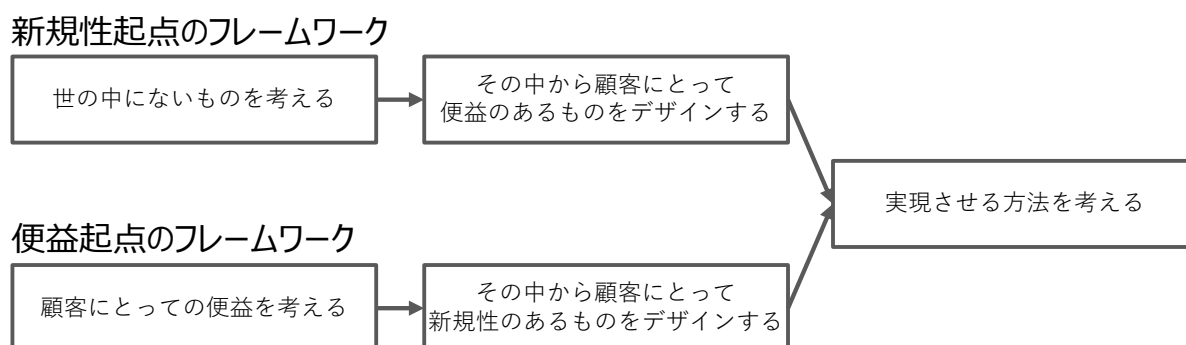 新規性起点のフレームワーク
世の中にないものを考える
その中から顧客にとって
便益のあるものをデザインする
実現させる方法を考える
便益起点のフレームワーク
顧客にとっての便益を考える
その中から顧客にとって
新規性のあるものをデザインする